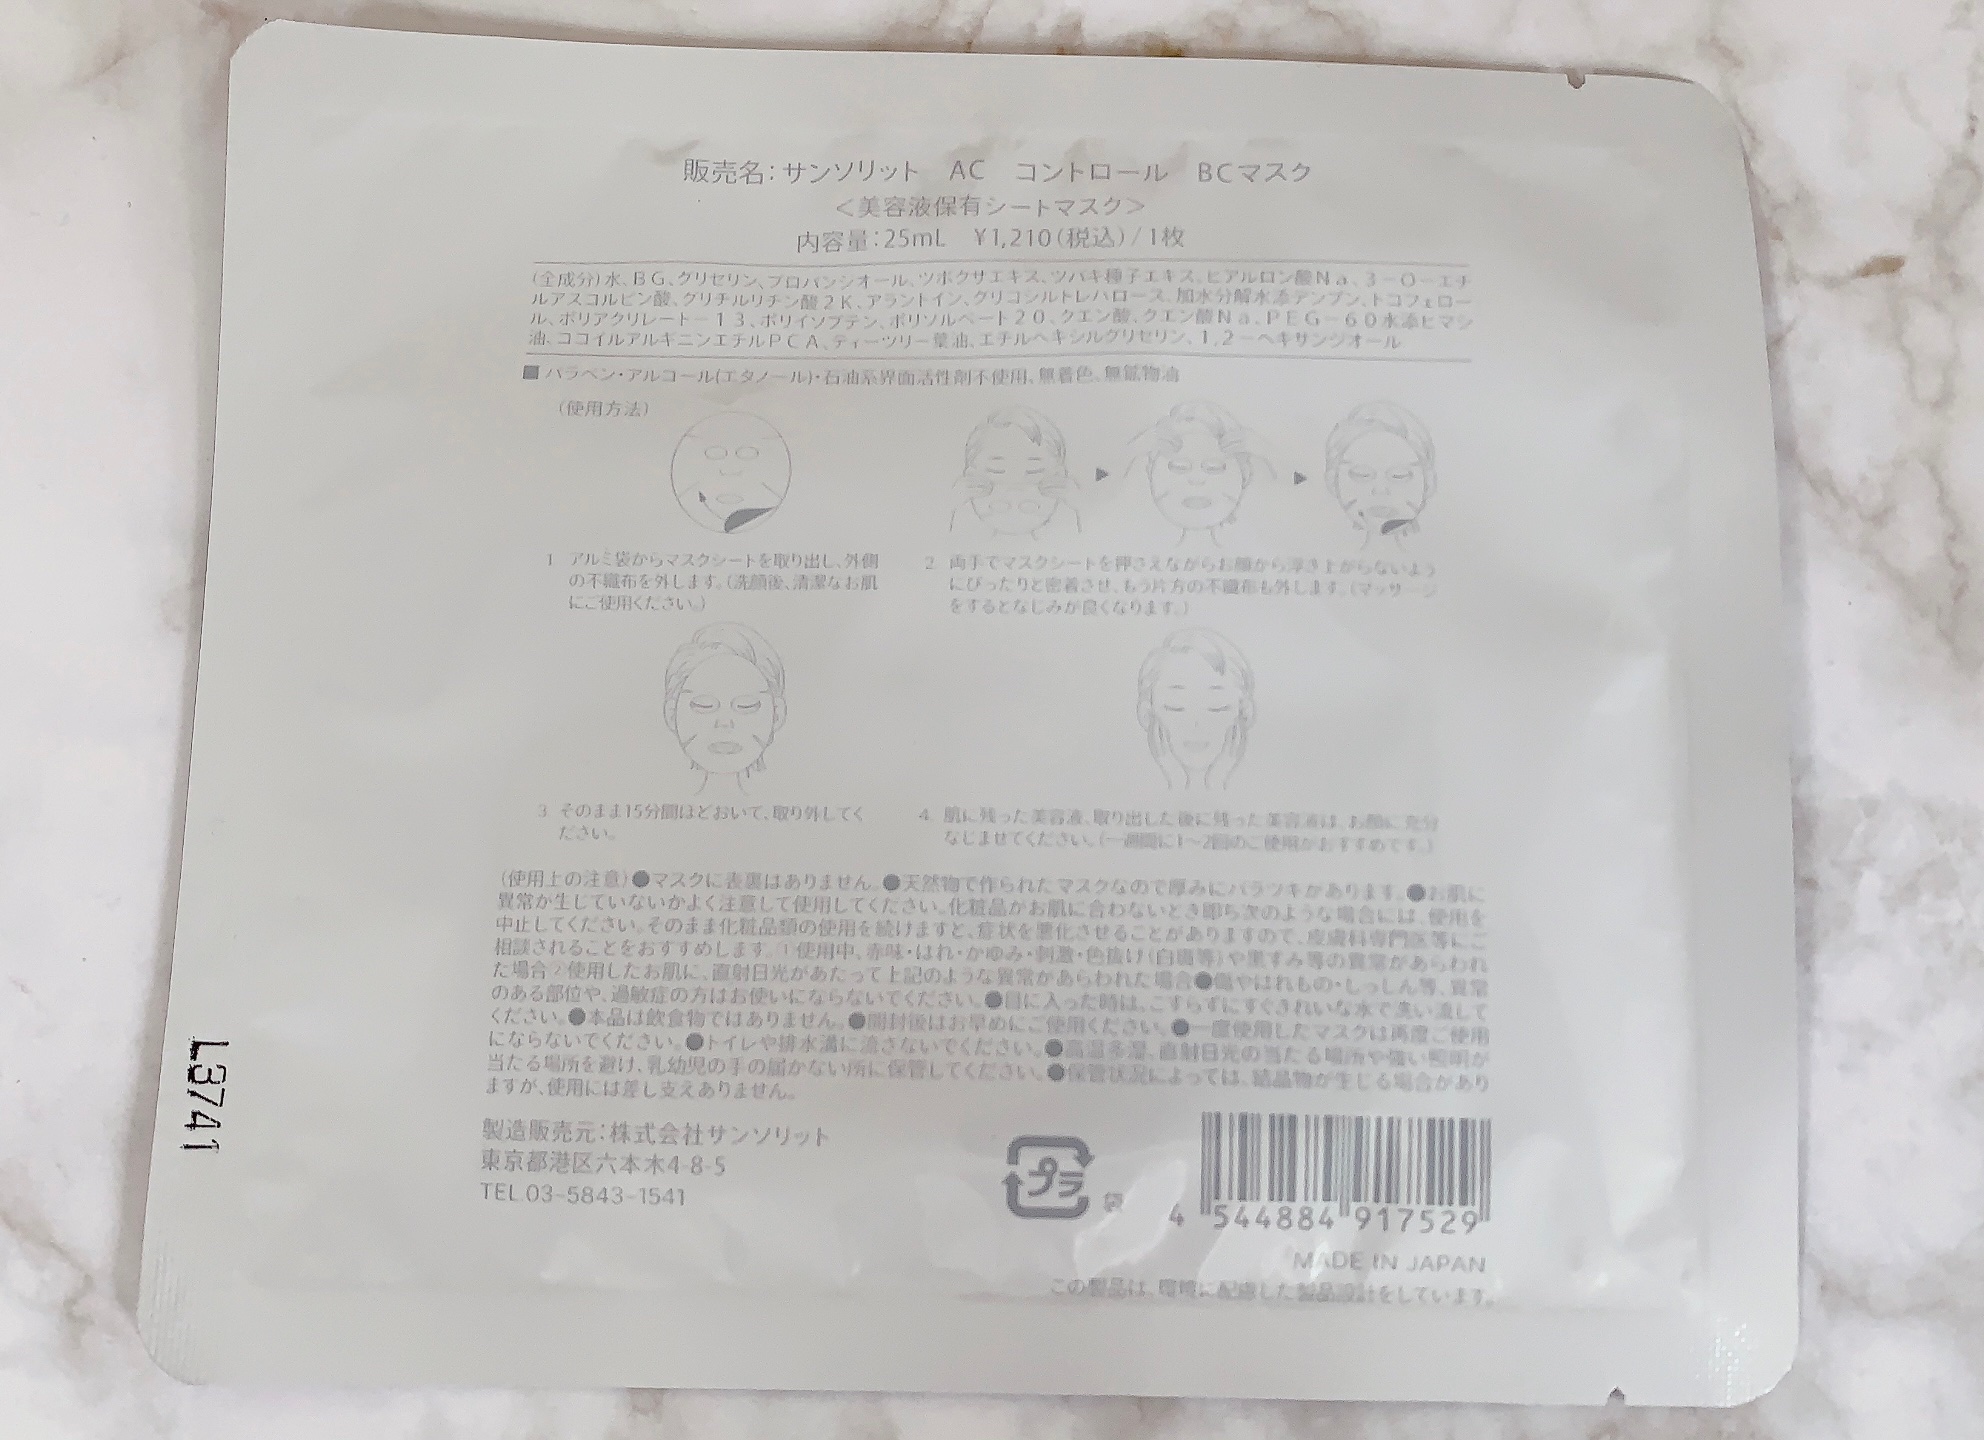 販売名：サンソリット　AC　コントロール　BCマスク
＜美容液保有シートマスク＞
内容量：25mL　¥1,210（税込）/1枚
（全成分）水、BG、グリセリン、プロパンジオール、ツボクサエキス、ツバキ種子エキス、ヒアルロン酸Na、3－O－エチ
ルアスコルビン酸、グリチルリチン酸2K、アラントイン、グリコシルトレハロース、加水分解水添デンプン、トコフェロー
ル、ポリアクリレート－13、ポリイソブテン、ポリソルベート20、クエン酸、クエン酸Na、PEG－60水添ヒマシ
油、ココイルアルギニンエチルPCA、ティーツリー葉油、エチルヘキシルグリセリン、1,2－ヘキサンジオール
■ パラベン・アルコール(エタノール)・石油系界面活性剤不使用、無着色、無鉱物油
（使用方法）
1 アルミ袋からマスクシートを取り出し、外側
の不織布を外します。（洗顔後、清潔なお肌
にご使用ください。）
2. 両手でマスクシートを押さえながらお顔から浮き上がらないよう
にぴったりと密着させ、もう片方の不織布も外します。（マッサージ
をするとなじみが良くなります。）
3 そのまま15分間ほどおいて、取り外してく
ださい。
4. 肌に残った美容液、取り出した後に残った美容液は、お顔に充分
なじませてください。（一週間に1～2回のご使用がおすすめです。）
（使用上の注意）●マスクに表裏はありません。●天然物で作られたマスクなので厚みにバラツキがあります。●お肌に
異常が生じていないかよく注意して使用してください。化粧品がお肌に合わないとき即ち次のような場合には、使用を
中止してください。そのまま化粧品類の使用を続けますと、症状を悪化させることがありますので、皮膚科専門医等にご
相談されることをおすすめします。①使用中、赤味・はれ・かゆみ・刺激・色抜け（白斑等）や黒ずみ等の異常があらわれ
た場合②使用したお肌に、直射日光があたって上記のような異常があらわれた場合●傷やはれもの・しっしん等、異常
のある部位や、過敏症の方はお使いにならないでください。●目に入った時は、こすらずにすぐきれいな水で洗い流して
ください。●本品は飲食物ではありません。●開封後はお早めにご使用ください。●一度使用したマスクは再度ご使用
にならないでください。●トイレや排水溝に流さないでください。●高温多湿、直射日光の当たる場所や強い照明が
当たる場所を避け、乳幼児の手の届かない所に保管してください。●保管状況によっては、結晶物が生じる場合があり
ますが、使用には差し支えありません。
L3741
製造販売元：株式会社サンソリット
東京都港区六本木4-8-5
TEL.03-5843-1541
プラ
袋
4 544884 917529
MADE IN JAPAN
この製品は、環境に配慮した製品設計をしています。